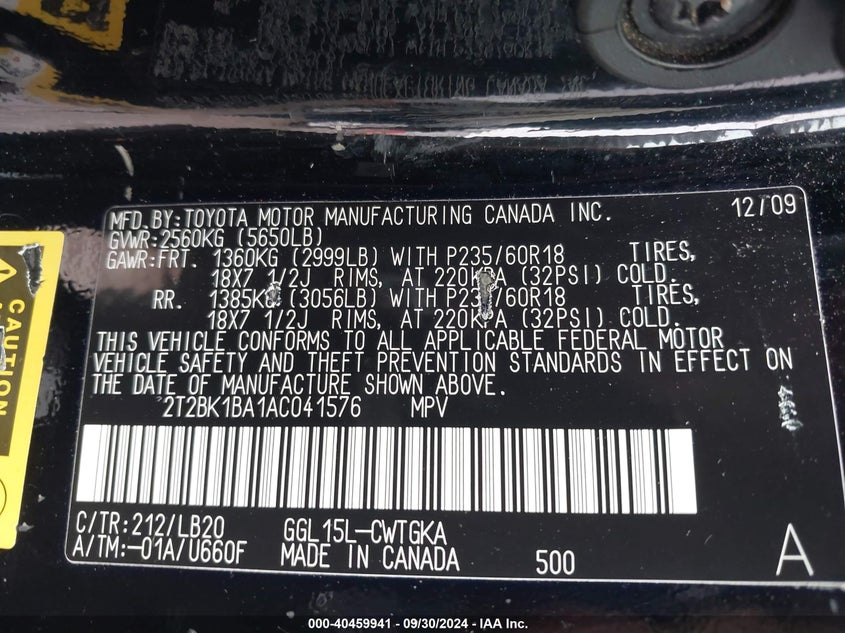 MFD.BY:TOYOTA MOTOR MANUFACTURING CANADA INC. 12/09
GVWR:2560KG (5650LB)
GAWR:FRT. 1360KG (2999LB) WITH P235/60R18 TIRES,
18X7 1/2J RIMS, AT 220KPA (32PSI) COLD.
RR. 1385KG (3056LB) WITH P235/60R18 TIRES,
18X7 1/2J RIMS, AT 220KPA (32PSI) COLD.
THIS VEHICLE CONFORMS TO ALL APPLICABLE FEDERAL MOTOR
VEHICLE SAFETY AND THEFT PREVENTION STANDARDS IN EFFECT ON
THE DATE OF MANUFACTURE SHOWN ABOVE.
2T2BK1BA1AC041576 MPV
C/TR:212/LB20 GGL15L-CWTGKA
A/TM:-01A/U660F MADE IN CANADA 500 A
CAUTION
000-40459941 - 09/30/2024 - IAA Inc.